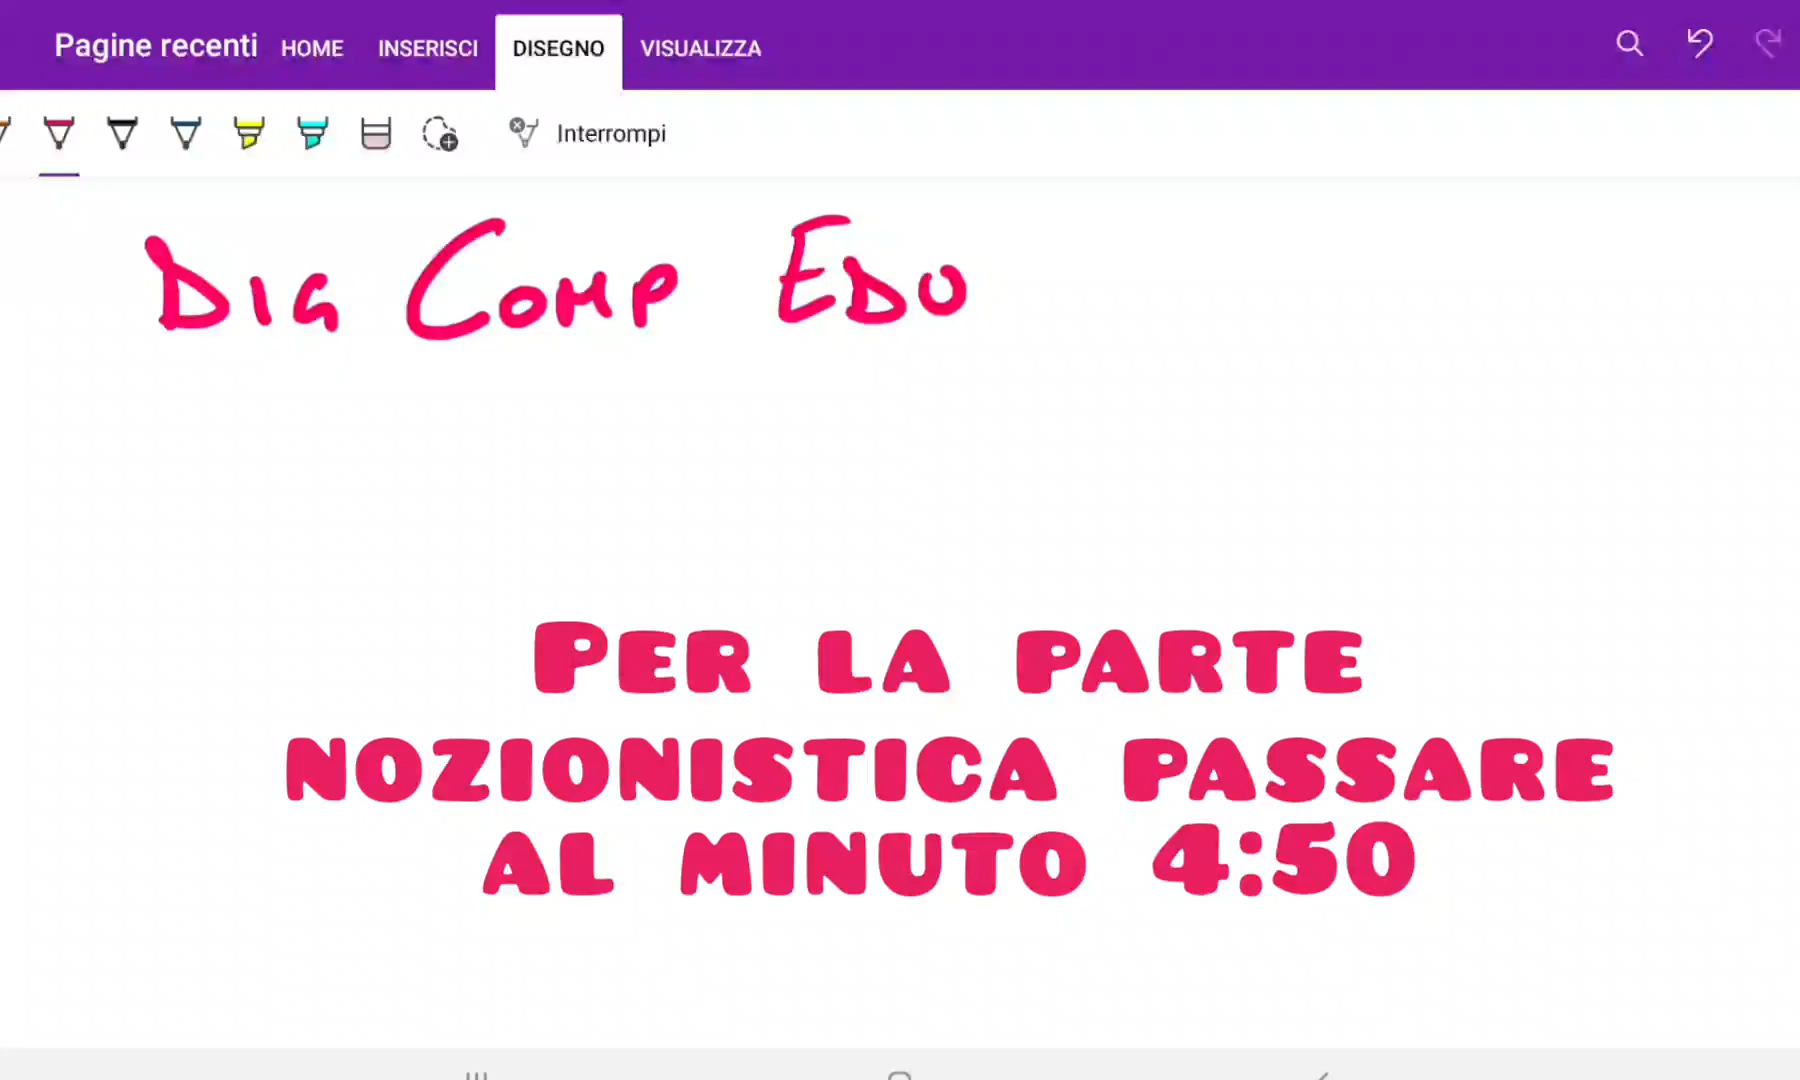 Pagine recenti HOME INSERISCI DISEGNO VISUALIZZA
Interrompi
DIG COMP EDU
PER LA PARTE
NOZIONISTICA PASSARE
AL MINUTO 4:50